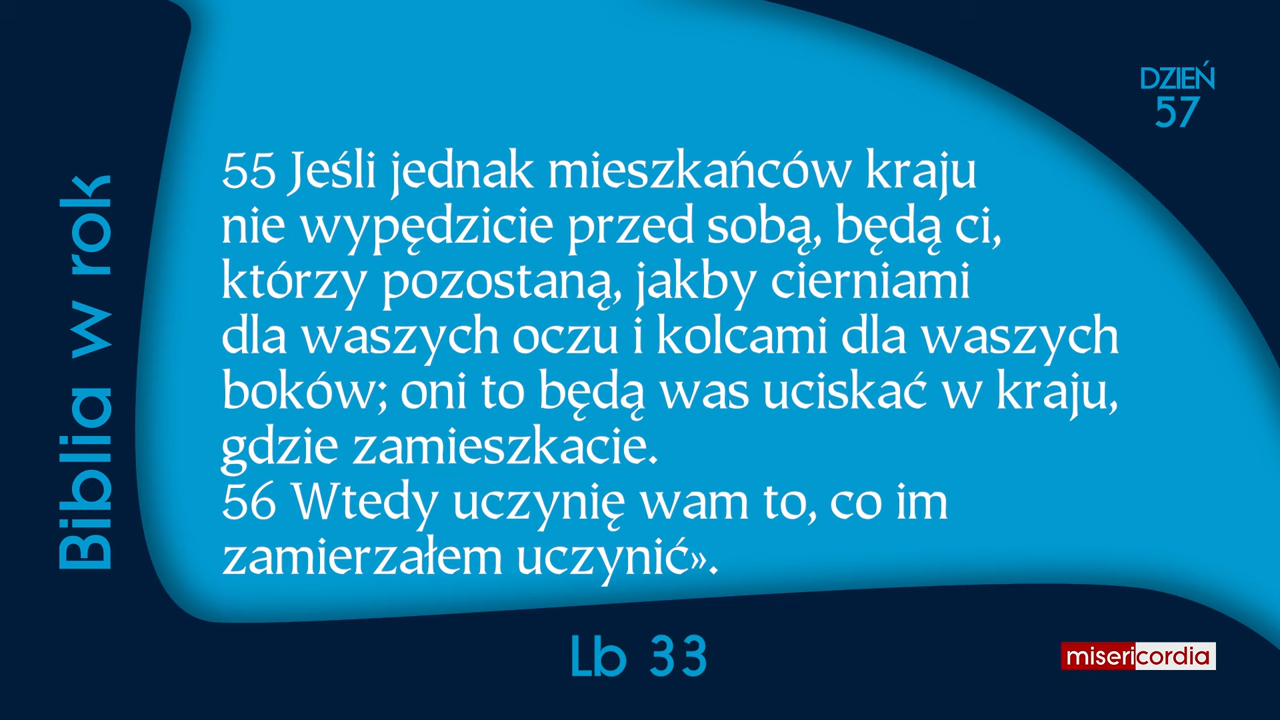 DZIEŃ
57
Biblia w rok
55 Jeśli jednak mieszkańców kraju
nie wypędzicie przed sobą, będą ci,
którzy pozostaną, jakby cierniami
dla waszych oczu i kolcami dla waszych
boków; oni to będą was uciskać w kraju,
gdzie zamieszkacie.
56 Wtedy uczynię wam to, co im
zamierzałem uczynić».
Lb 33
misericordia